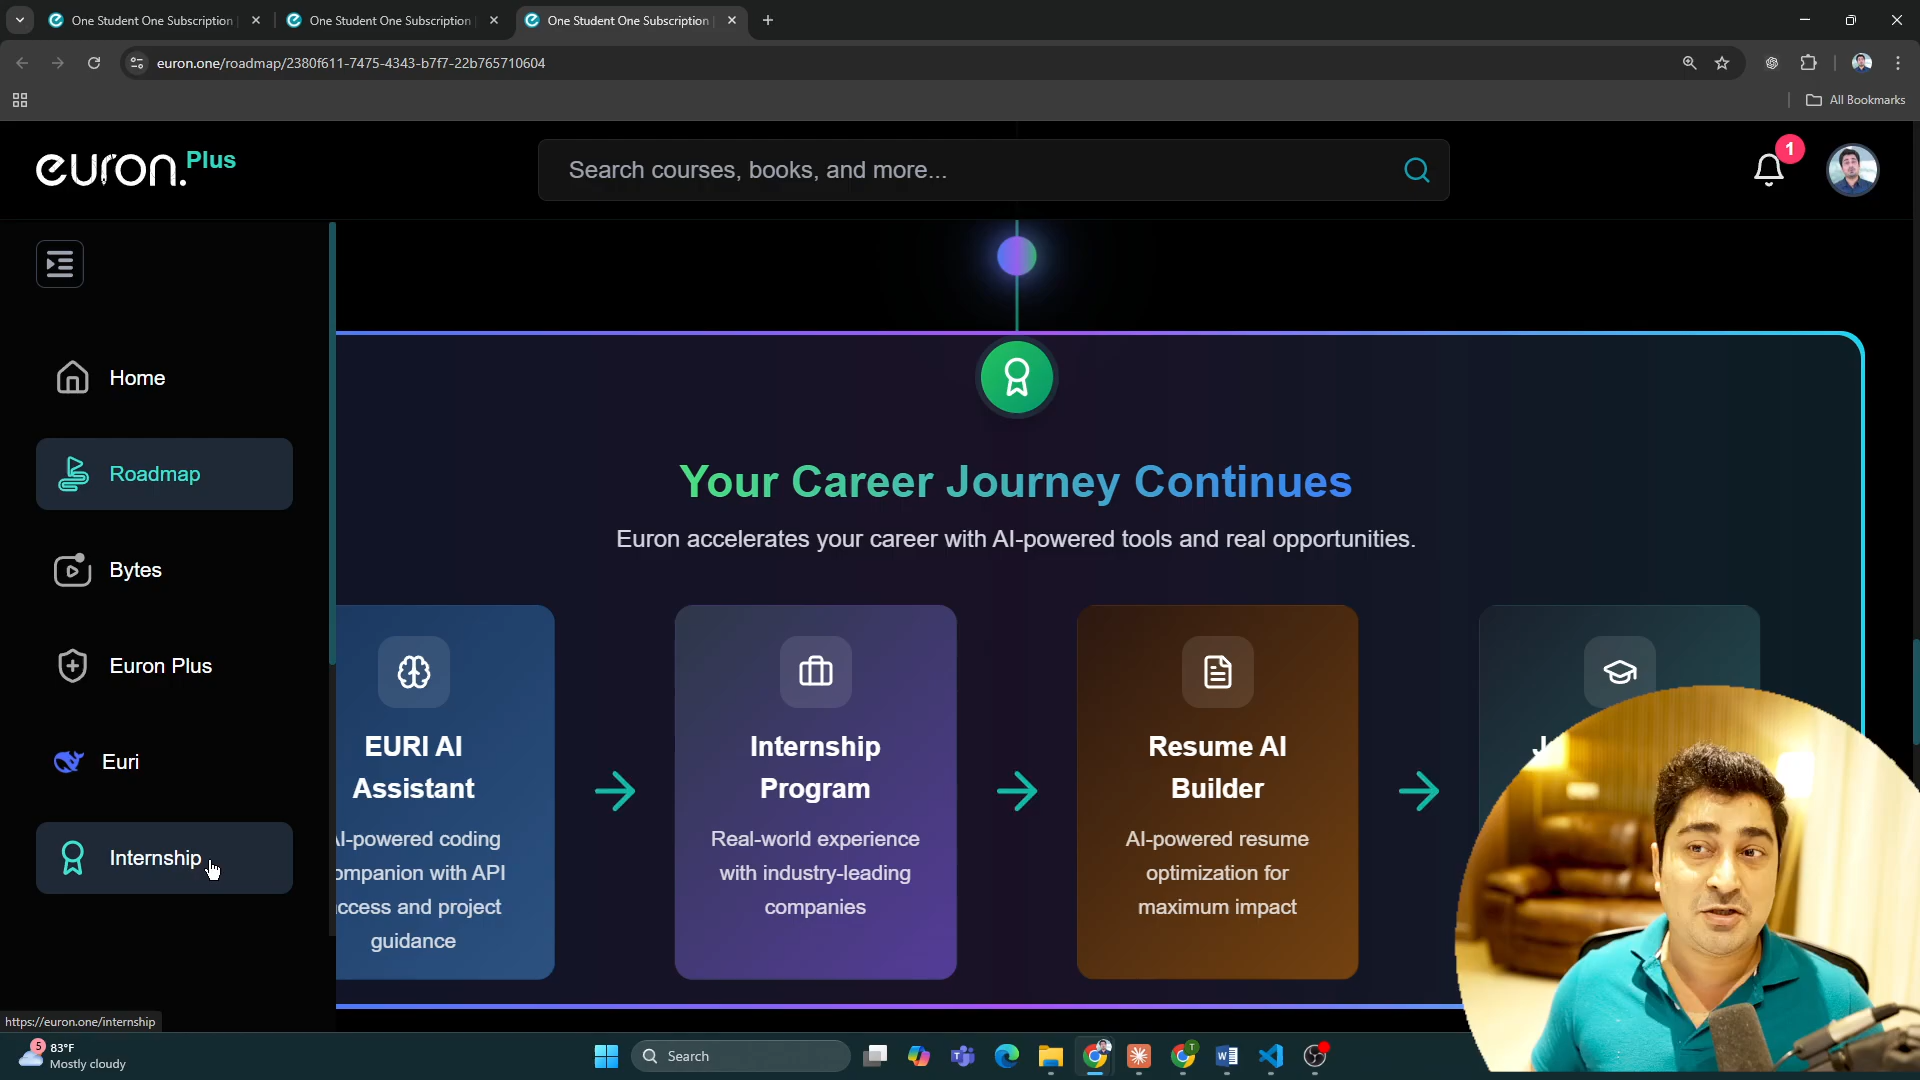 One Student One Subscription
One Student One Subscription
One Student One Subscription
euron.one/roadmap/2380f611-7475-4343-b7f7-22b765710604
All Bookmarks
euron. Plus
Search courses, books, and more...
1
Home
Roadmap
Bytes
Euron Plus
Euri
Internship
Your Career Journey Continues
Euron accelerates your career with AI-powered tools and real opportunities.
EURI AI
Assistant
AI-powered coding
companion with API
access and project
guidance
Internship
Program
Real-world experience
with industry-leading
companies
Resume AI
Builder
AI-powered resume
optimization for
maximum impact
https://euron.one/internship
5
83°F
Mostly cloudy
Search
T